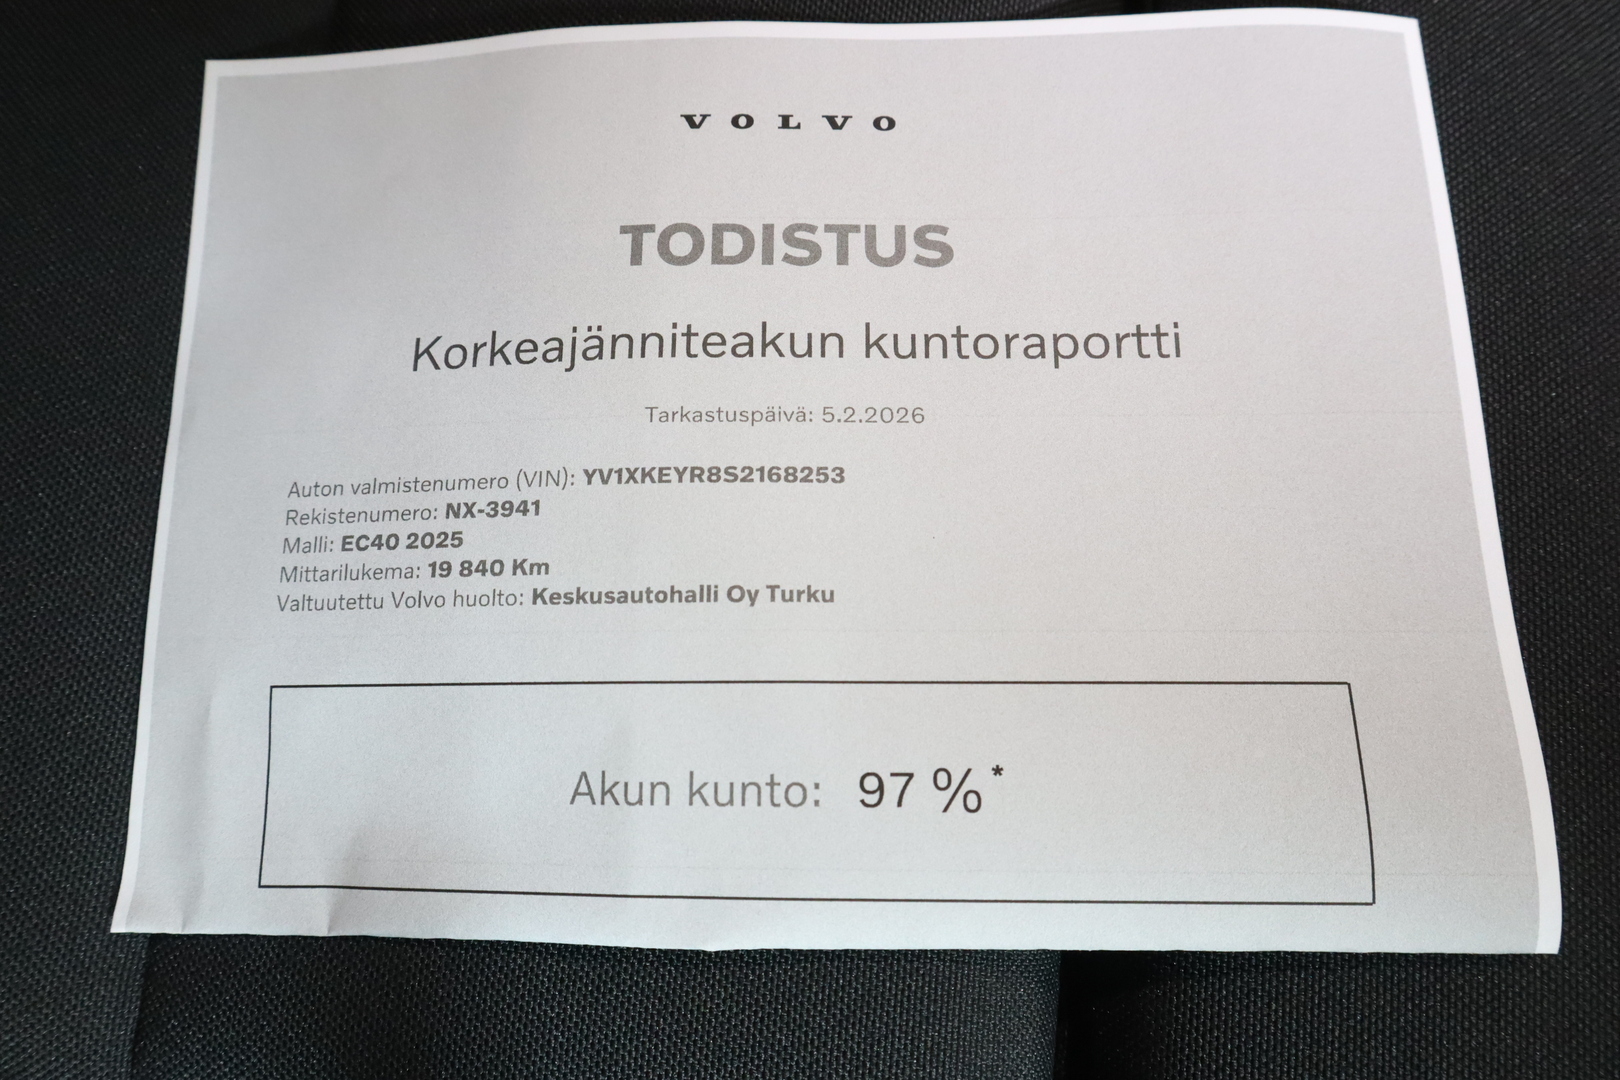 VOLVO
TODISTUS
Korkeajänniteakun kuntoraportti
Tarkastuspäivä: 5.2.2026
Auton valmistenumero (VIN): YV1XKEYR8S2168253
Rekistenumero: NX-3941
Malli: EC40 2025
Mittarilukema: 19 840 Km
Valtuutettu Volvo huolto: Keskusautohalli Oy Turku
Akun kunto: 97 %*